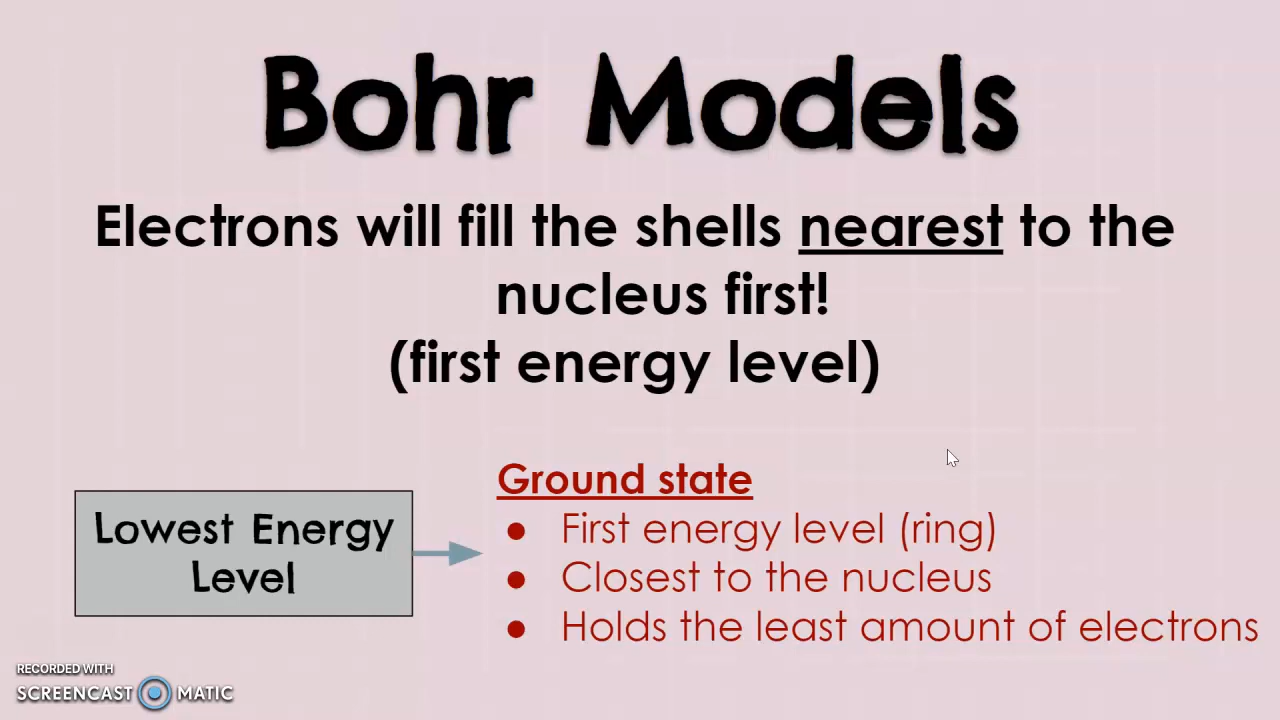 Bohr Models
Electrons will fill the shells nearest to the
nucleus first!
(first energy level)
Lowest Energy
Level
Ground state
● First energy level (ring)
● Closest to the nucleus
● Holds the least amount of electrons
RECORDED WITH
SCREENCAST MATIC